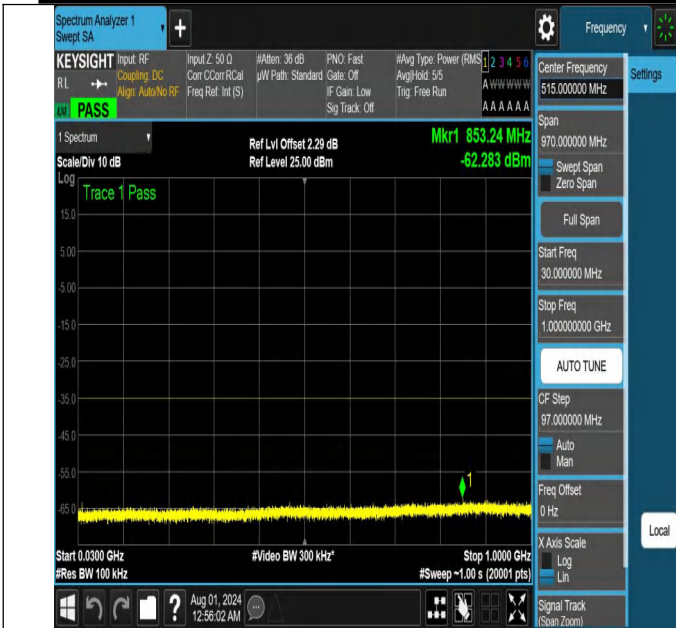 Spectrum Analyzer 1
Swept SA
+
Frequency
KEYSIGHT
RL
PASS
Input: RF
Coupling: DC
Align: Auto/No RF
Input Z: 50 Ω
Corr CCorr RCal
Freq Ref: Int (S)
#Atten: 36 dB
µW Path: Standard
PNO: Fast
Gate: Off
IF Gain: Low
Sig Track: Off
#Avg Type: Power (RMS
Avg|Hold: 5/5
Trig: Free Run
1 2 3 4 5 6
A W W W W W
A A A A A A
1 Spectrum
Scale/Div 10 dB
Log
Ref Lvl Offset 2.29 dB
Ref Level 25.00 dBm
Mkr1 853.24 MHz
-62.283 dBm
Trace 1 Pass
15.0
5.00
-5.00
-15.0
-25.0
-35.0
-45.0
-55.0
-65.0
1
Start 0.0300 GHz
#Res BW 100 kHz
#Video BW 300 kHz*
Stop 1.0000 GHz
#Sweep ~1.00 s (20001 pts)
Center Frequency
515.000000 MHz
Settings
Span
970.000000 MHz
Swept Span
Zero Span
Full Span
Start Freq
30.000000 MHz
Stop Freq
1.000000000 GHz
AUTO TUNE
CF Step
97.000000 MHz
Auto
Man
Freq Offset
0 Hz
X Axis Scale
Log
Lin
Local
Signal Track
(Span Zoom)
?
Aug 01, 2024
12:56:02 AM